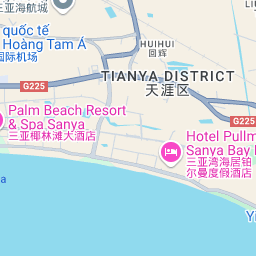 三亚海航城
quốc tế
Hoàng Tam Á
国际机场
HUIHUI
回辉
TIANYA DISTRICT
天涯区
G225
G225
G225
Palm Beach Resort
& Spa Sanya
三亚椰林滩大酒店
Hotel Pullm
Sanya Bay
三亚湾海居铂
尔曼度假酒店
a
Yi